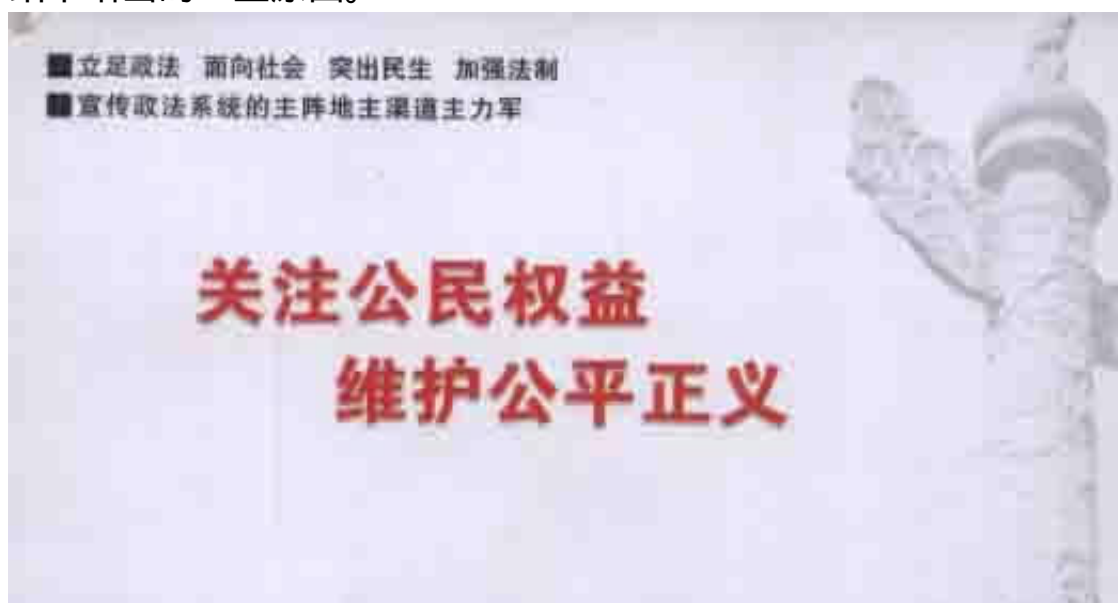 ■立足政法 面向社会 突出民生 加强法制
■宣传政法系统的主阵地主渠道主力军
关注公民权益
维护公平正义